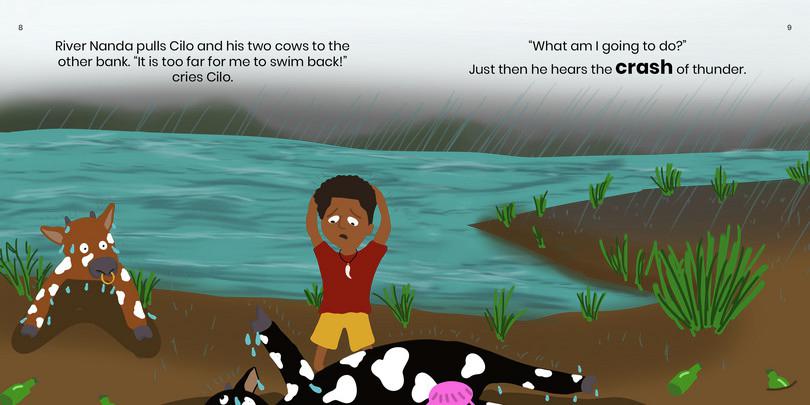 8
River Nanda pulls Cilo and his two cows to the
other bank. “It is too far for me to swim back!”
cries Cilo.
9
“What am I going to do?”
Just then he hears the crash of thunder.